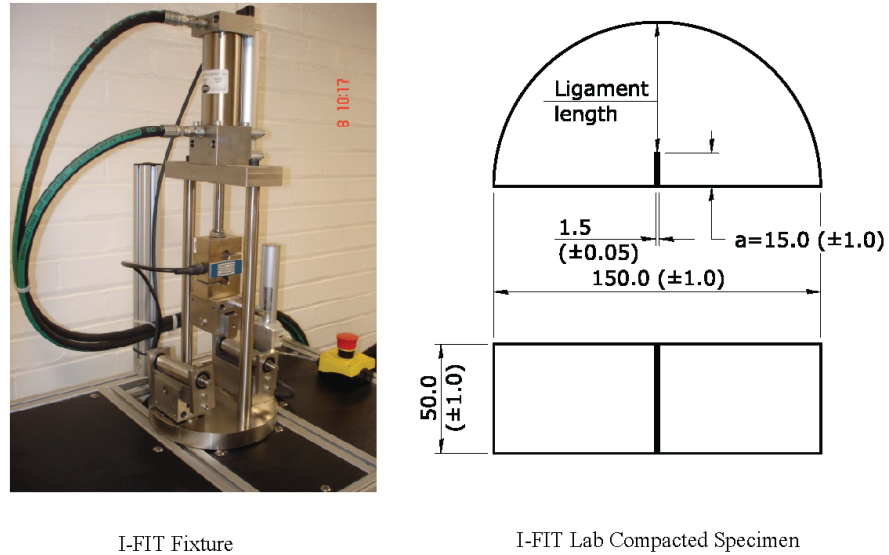 8 10:17
Ligament
length
1.5
(±0.05)
a=15.0 (±1.0)
150.0 (±1.0)
50.0
(±1.0)
I-FIT Fixture
I-FIT Lab Compacted Specimen